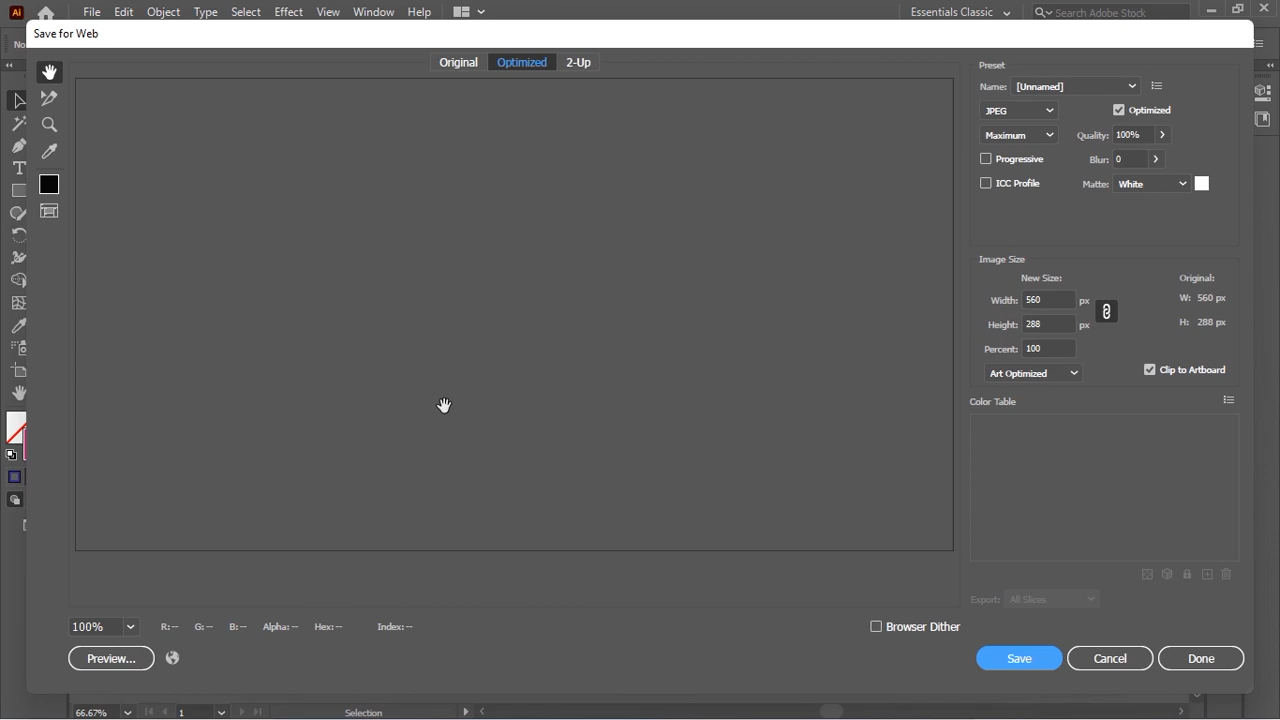 Ai File Edit Object Type Select Effect View Window Help Essentials Classic Search Adobe Stock
Save for Web
No
Original Optimized 2-Up
Preset
Name: [Unnamed]
JPEG Optimized
Maximum Quality: 100%
Progressive Blur: 0
ICC Profile Matte: White
Image Size
New Size: Original:
Width: 560 px W: 560 px
Height: 288 px H: 288 px
Percent: 100
Art Optimized Clip to Artboard
Color Table
Export: All Slices
100% R: -- G: -- B: -- Alpha: -- Hex: -- Index: -- Browser Dither
Preview... Save Cancel Done
66.67% 1 Selection